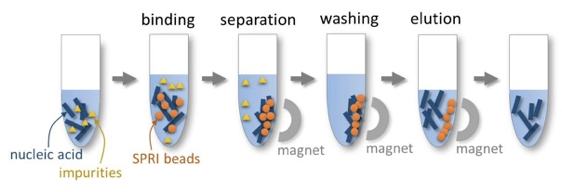 binding
separation
washing
elution
nucleic acid
impurities
SPRI beads
magnet
magnet
magnet